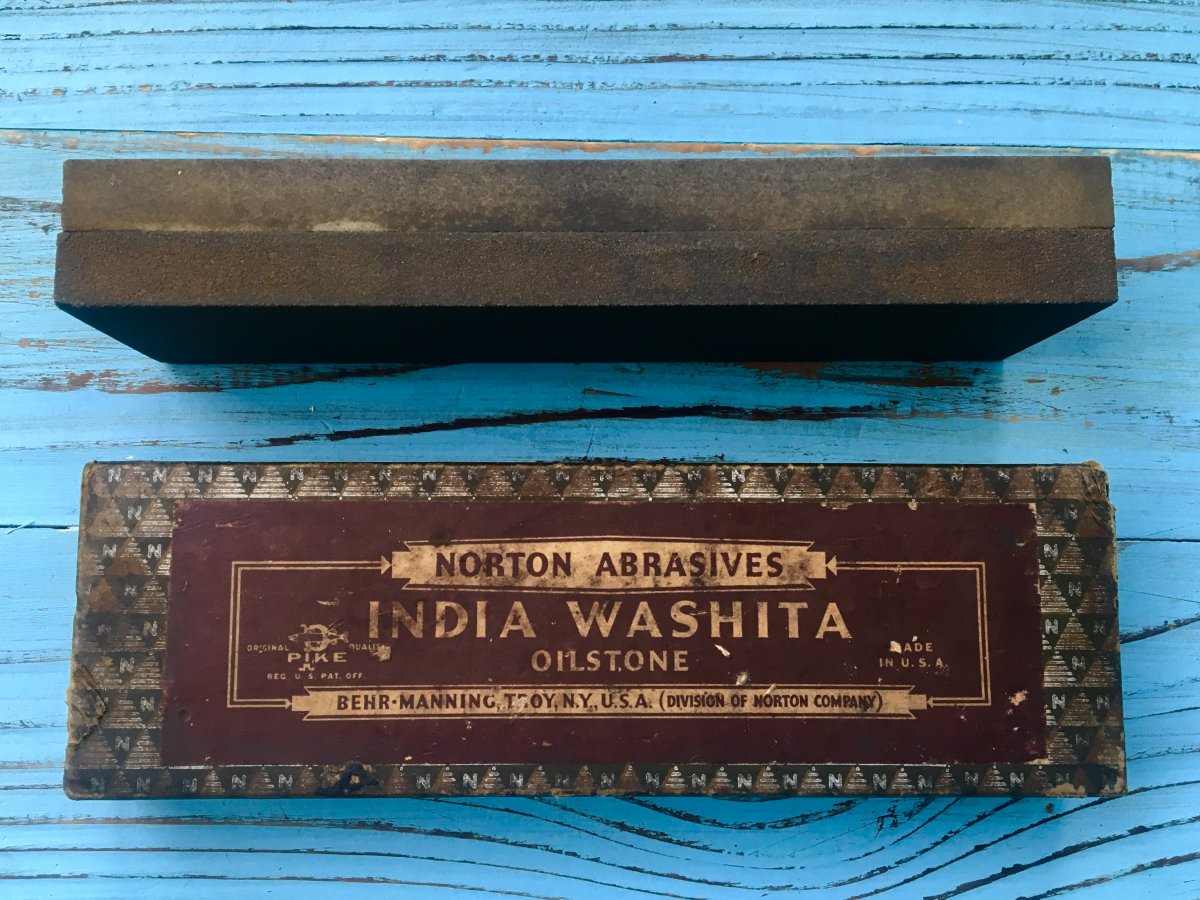 NORTON ABRASIVES
INDIA WASHITA
OILSTONE
ORIGINAL QUALITY
PIKE
REG. U.S. PAT. OFF.
MADE
IN U.S.A.
BEHR-MANNING, TROY, N.Y., U.S.A. (DIVISION OF NORTON COMPANY)